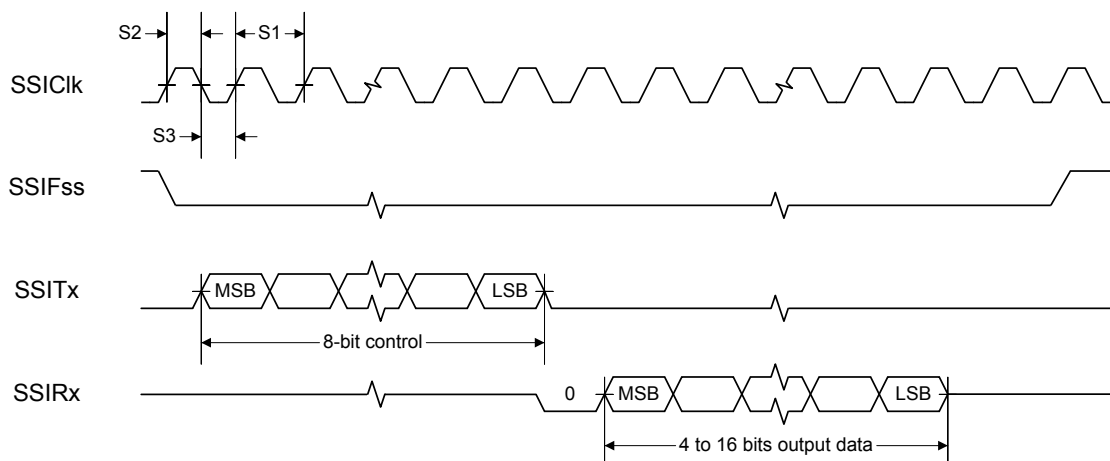 S2
S1
SSIClk
S3
SSIFss
SSITx
MSB
LSB
8-bit control
SSIRx
0
MSB
LSB
4 to 16 bits output data